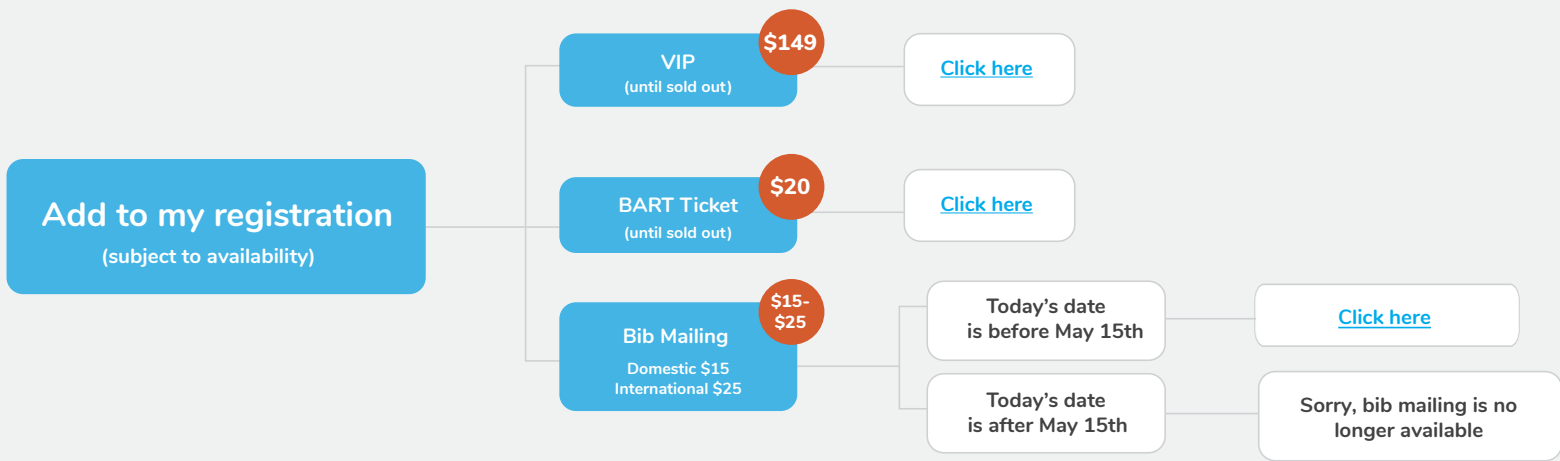 Add to my registration
(subject to availability)
VIP
(until sold out)
$149
Click here
BART Ticket
(until sold out)
$20
Click here
Bib Mailing
Domestic $15
International $25
$15-
$25
Today’s date
is before May 15th
Click here
Today’s date
is after May 15th
Sorry, bib mailing is no
longer available